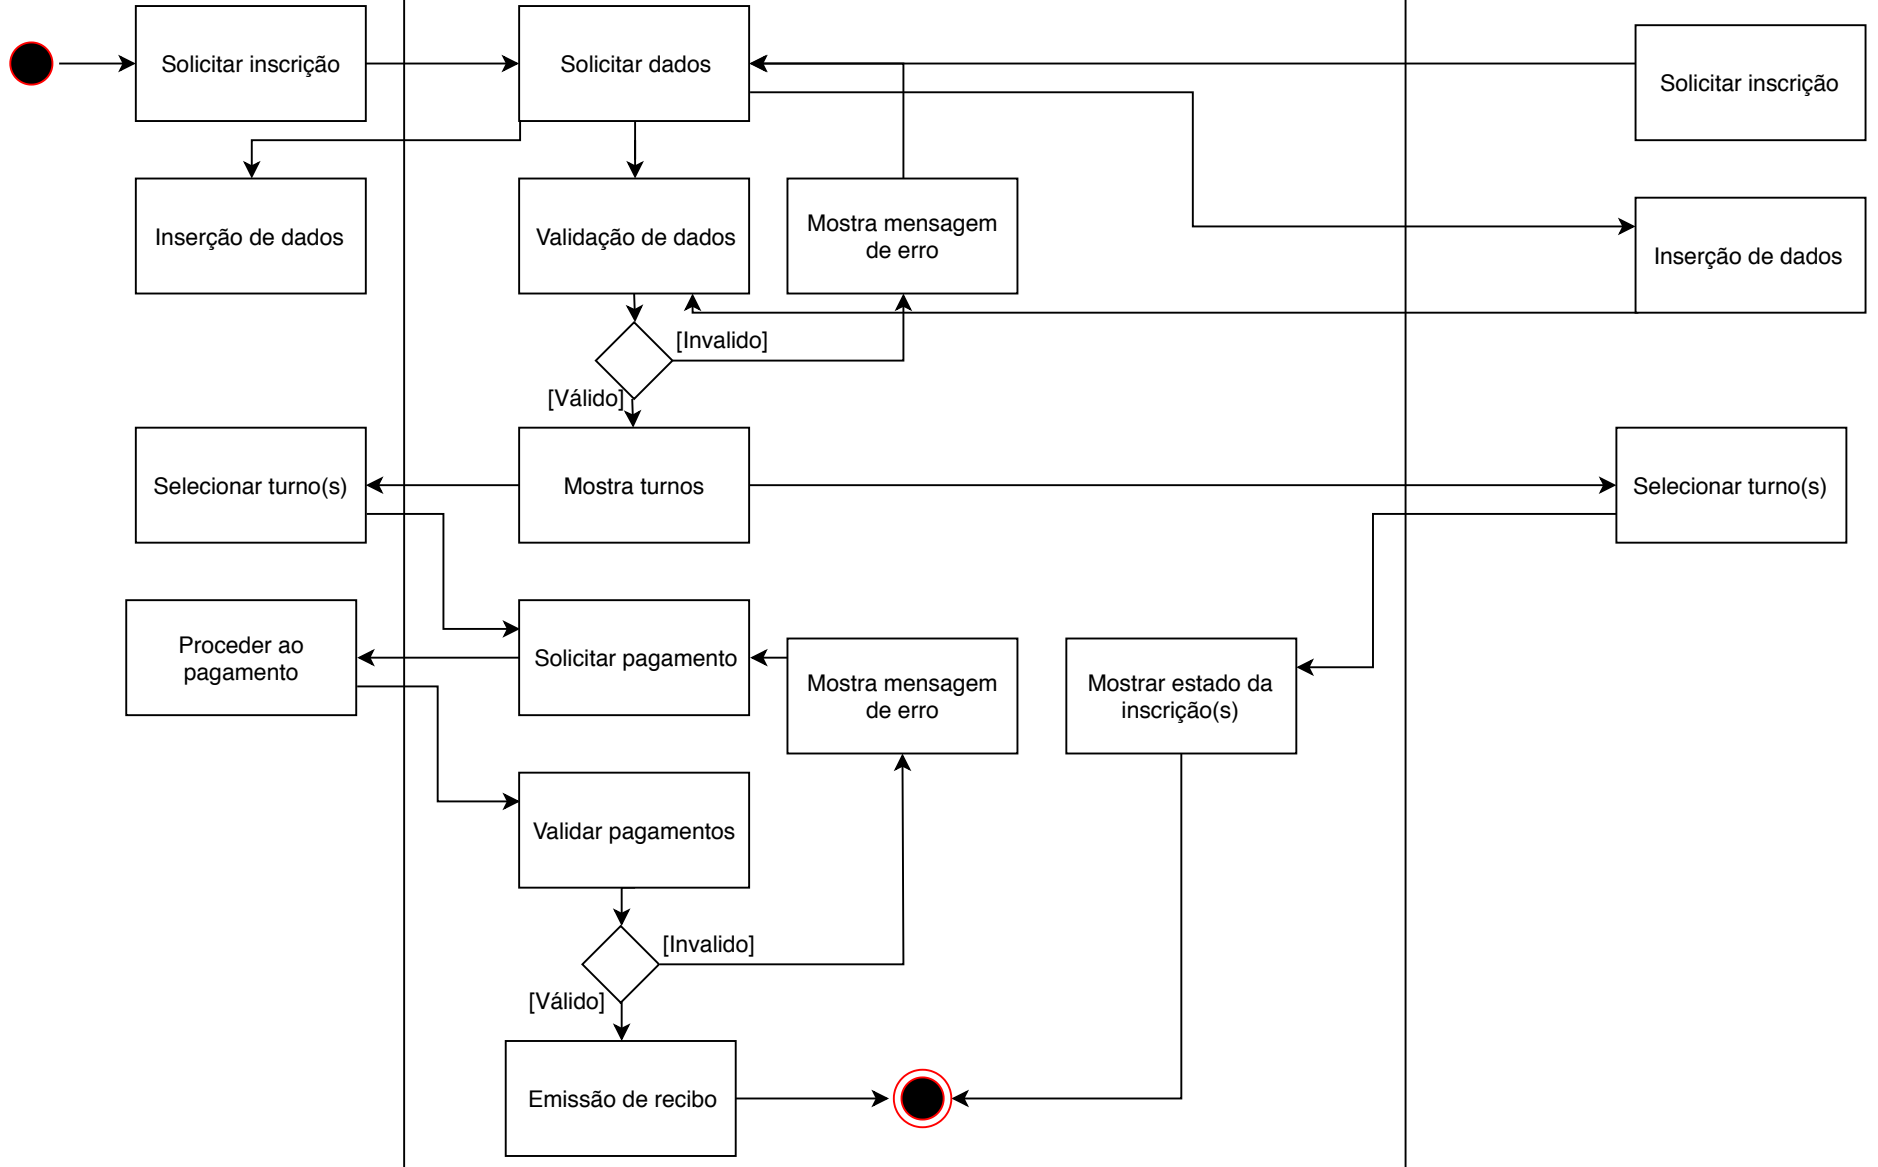 Solicitar inscrição
Solicitar dados
Solicitar inscrição
Inserção de dados
Validação de dados
Mostra mensagem
de erro
Inserção de dados
[Invalido]
[Válido]
Selecionar turno(s)
Mostra turnos
Selecionar turno(s)
Proceder ao
pagamento
Solicitar pagamento
Mostra mensagem
de erro
Mostrar estado da
inscrição(s)
Validar pagamentos
[Invalido]
[Válido]
Emissão de recibo